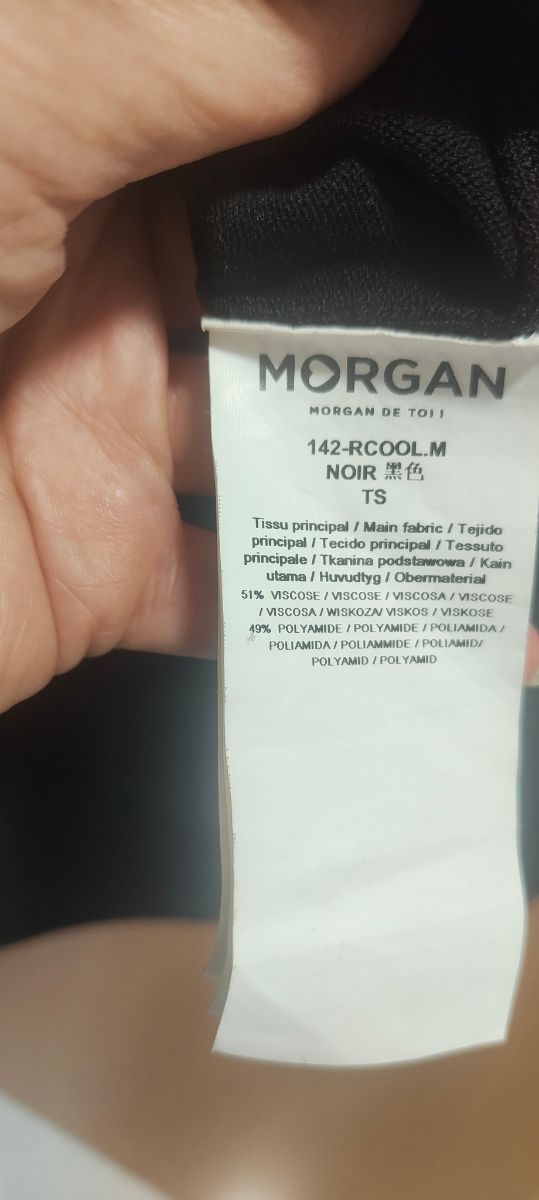 MORGAN
MORGAN DE TOI !
142-RCOOL.M
NOIR 黑色
TS
Tissu principal / Main fabric / Tejido
principal / Tecido principal / Tessuto
principale / Tkanina podstawowa / Kain
utama / Huvudtyg / Obermaterial
51% VISCOSE / VISCOSE / VISCOSA / VISCOSE
/ VISCOSA / WISKOZA/ VISKOS / VISKOSE
49% POLYAMIDE / POLYAMIDE / POLIAMIDA /
POLIAMIDA / POLIAMMIDE / POLIAMID/
POLYAMID / POLYAMID